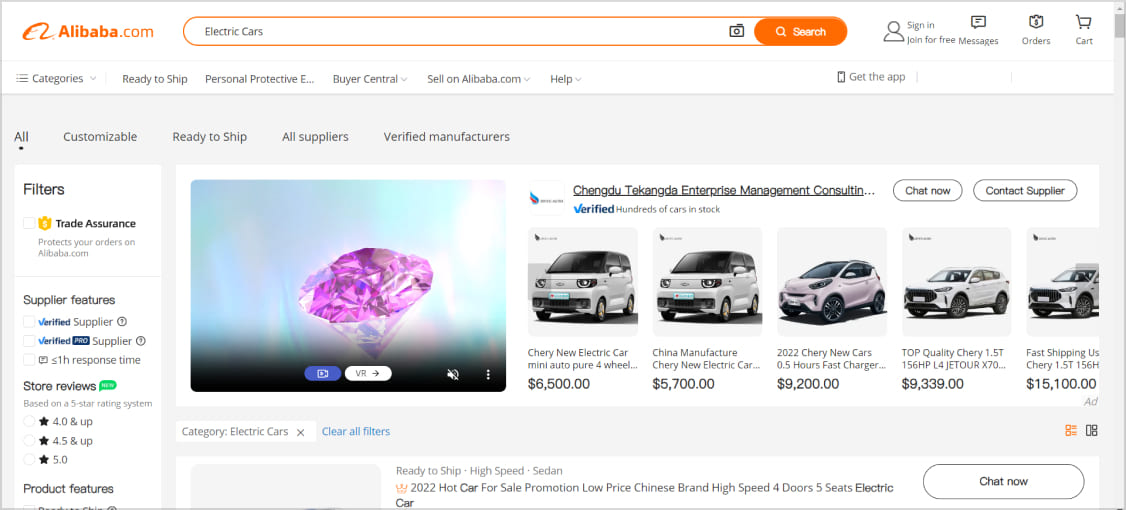 Alibaba.com
Electric Cars
Search
Sign in
Join for free
Messages
Orders
Cart
Categories
Ready to Ship
Personal Protective E...
Buyer Central
Sell on Alibaba.com
Help
Get the app
All
Customizable
Ready to Ship
All suppliers
Verified manufacturers
Filters
Trade Assurance
Protects your orders on
Alibaba.com
Supplier features
Verified Supplier
Verified PRO Supplier
≤1h response time
Store reviews NEW
Based on a 5-star rating system
4.0 & up
4.5 & up
5.0
Product features
Ready to Ship
VR
Chengdu Tekangda Enterprise Management Consultin...
Verified Hundreds of cars in stock
Chat now
Contact Supplier
Chery New Electric Car
mini auto pure 4 wheel...
$6,500.00
China Manufacture
Chery New Electric Car...
$5,700.00
2022 Chery New Cars
0.5 Hours Fast Charger...
$9,200.00
TOP Quality Chery 1.5T
156HP L4 JETOUR X70...
$9,339.00
Fast Shipping Us
1.5T 156H
$15,100.00
Ad
Category: Electric Cars
Clear all filters
Ready to Ship · High Speed · Sedan
2022 Hot Car For Sale Promotion Low Price Chinese Brand High Speed 4 Doors 5 Seats Electric
Car
Chat now